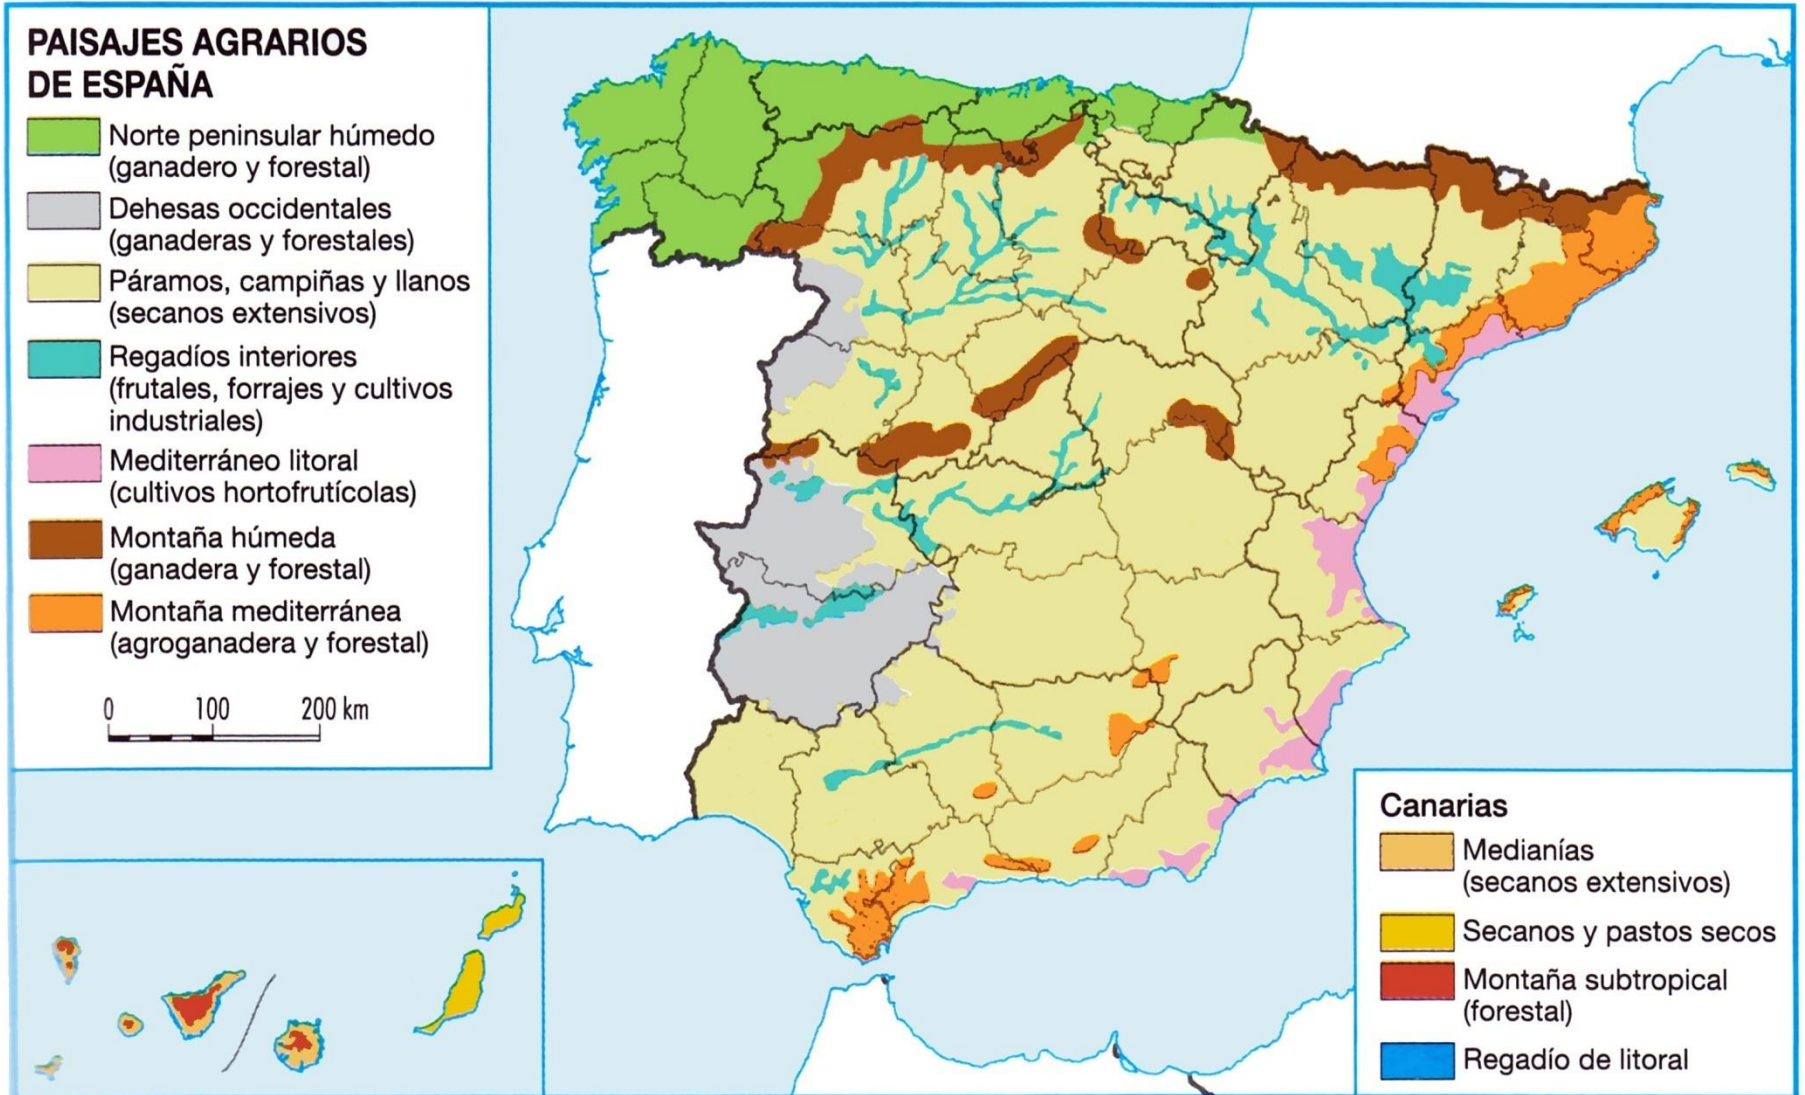 PAISAJES AGRARIOS
DE ESPAÑA
Norte peninsular húmedo
(ganadero y forestal)
Dehesas occidentales
(ganaderas y forestales)
Páramos, campiñas y llanos
(secanos extensivos)
Regadíos interiores
(frutales, forrajes y cultivos
industriales)
Mediterráneo litoral
(cultivos hortofrutícolas)
Montaña húmeda
(ganadera y forestal)
Montaña mediterránea
(agroganadera y forestal)
0 100 200 km
Canarias
Medianías
(secanos extensivos)
Secanos y pastos secos
Montaña subtropical
(forestal)
Regadío de litoral